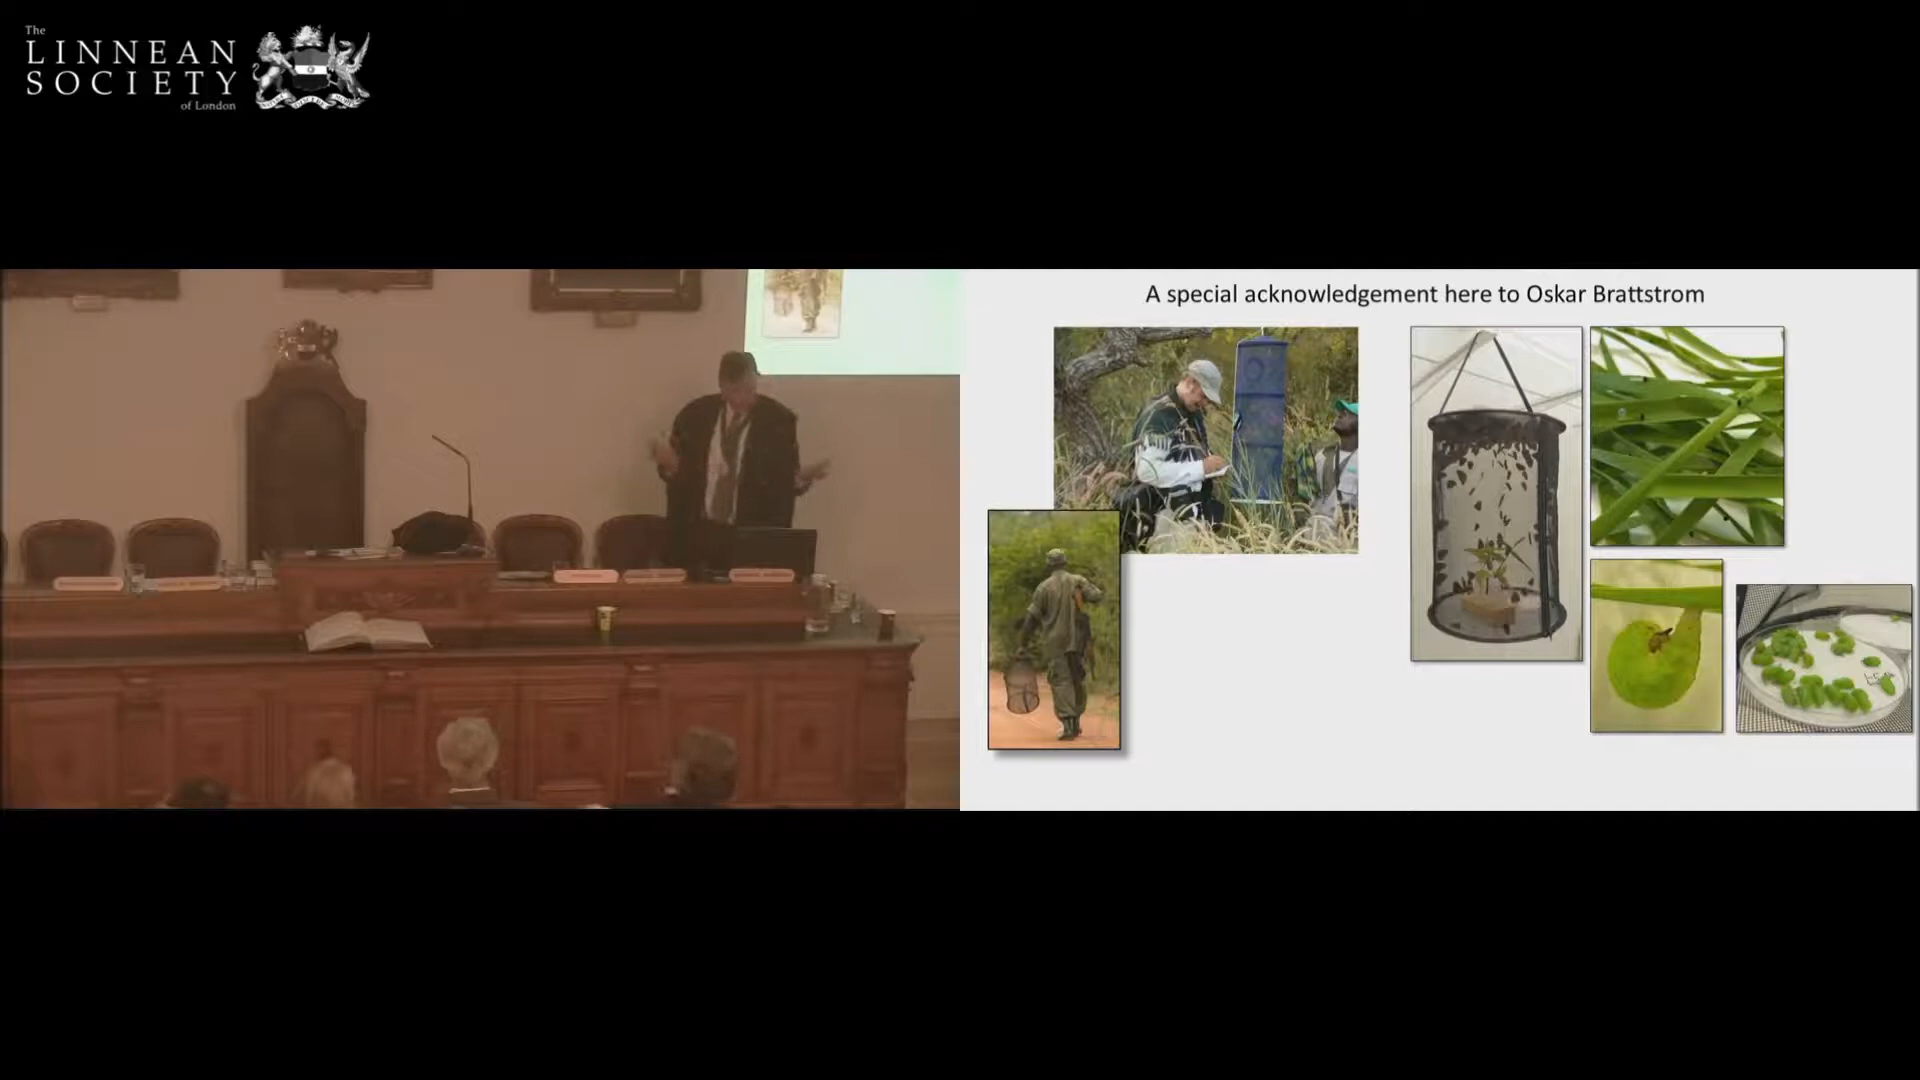 The
LINNEAN
SOCIETY
of London
A special acknowledgement here to Oskar Brattstrom